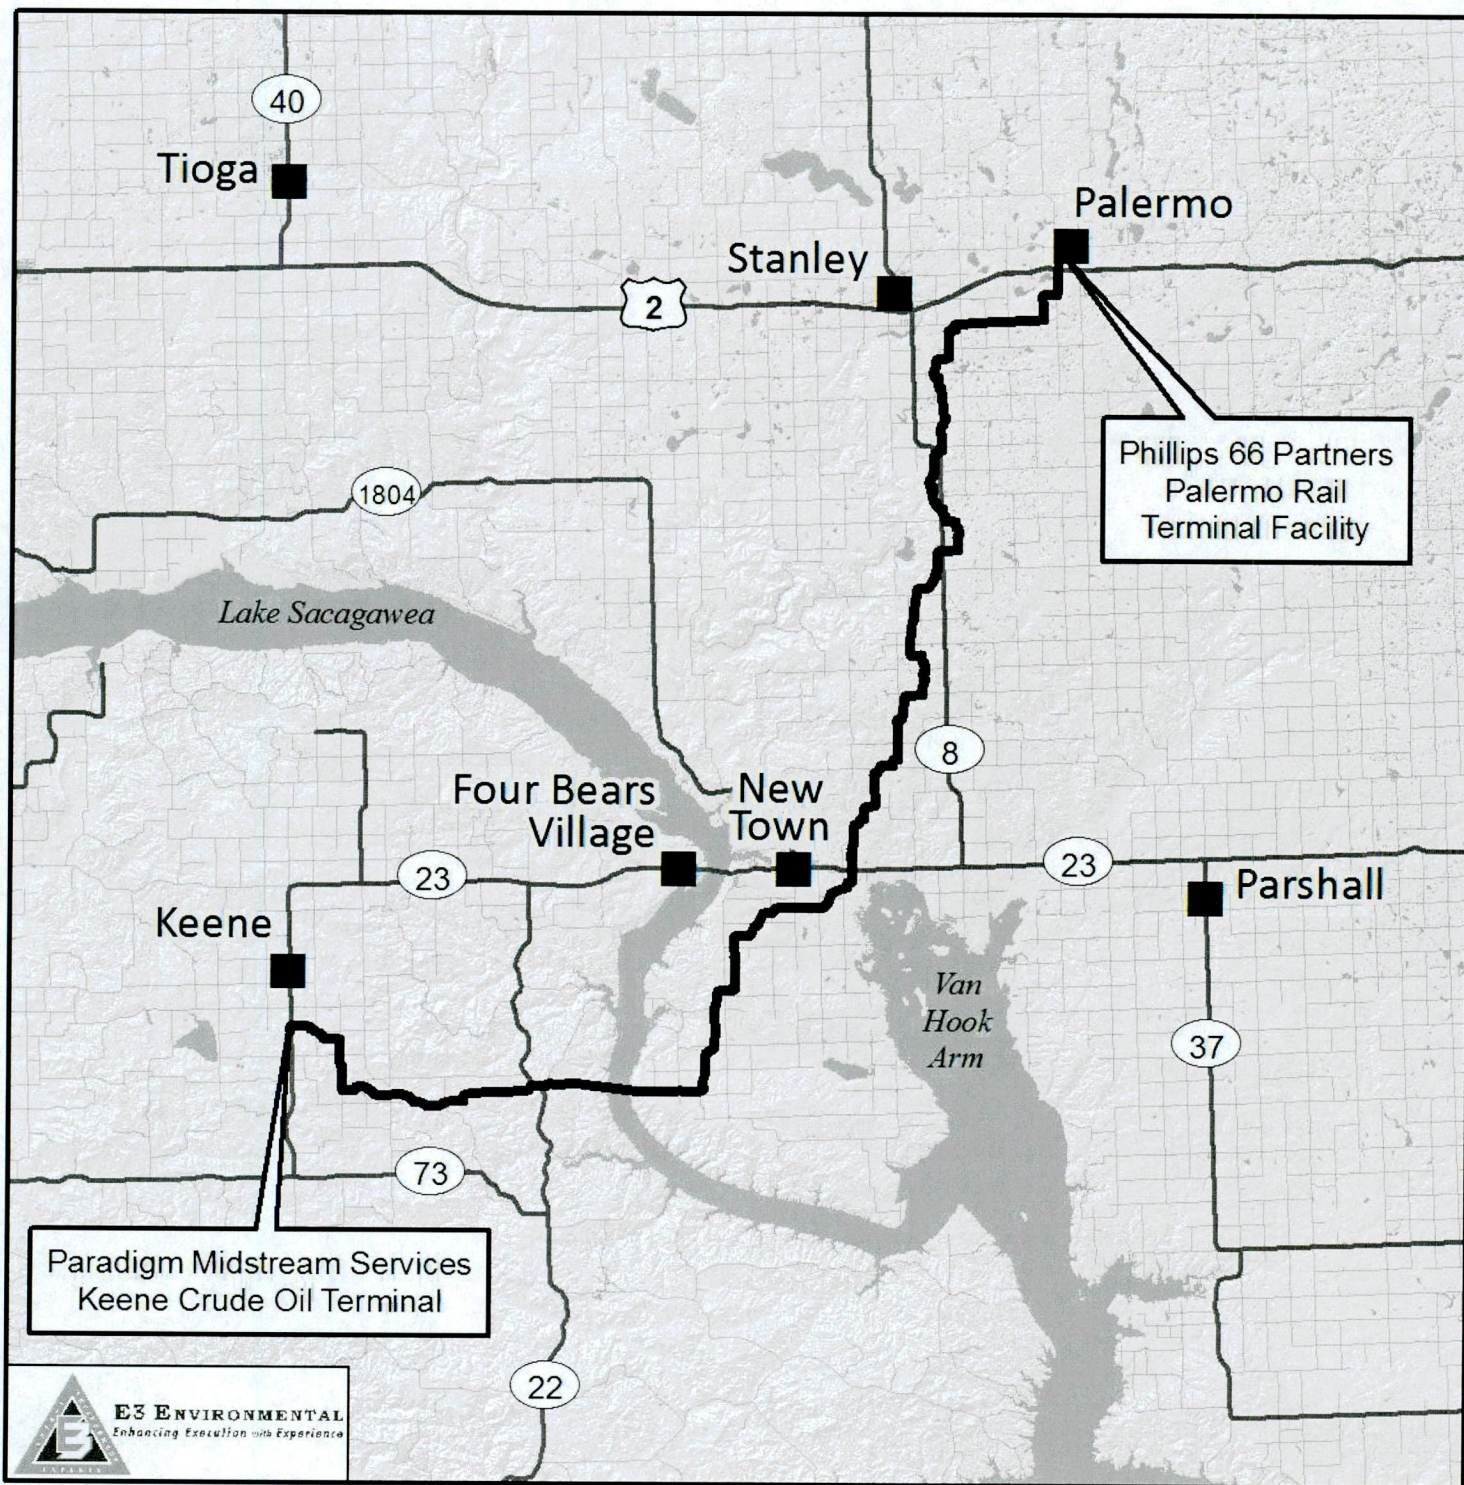 40
Tioga
Palermo
Stanley
2
Phillips 66 Partners
Palermo Rail
Terminal Facility
1804
Lake Sacagawea
8
Four Bears
Village
New
Town
23
23
Parshall
Keene
Van
Hook
Arm
37
73
Paradigm Midstream Services
Keene Crude Oil Terminal
22
E3
EXPERTS
E3 ENVIRONMENTAL
Enhancing Execution with Experience